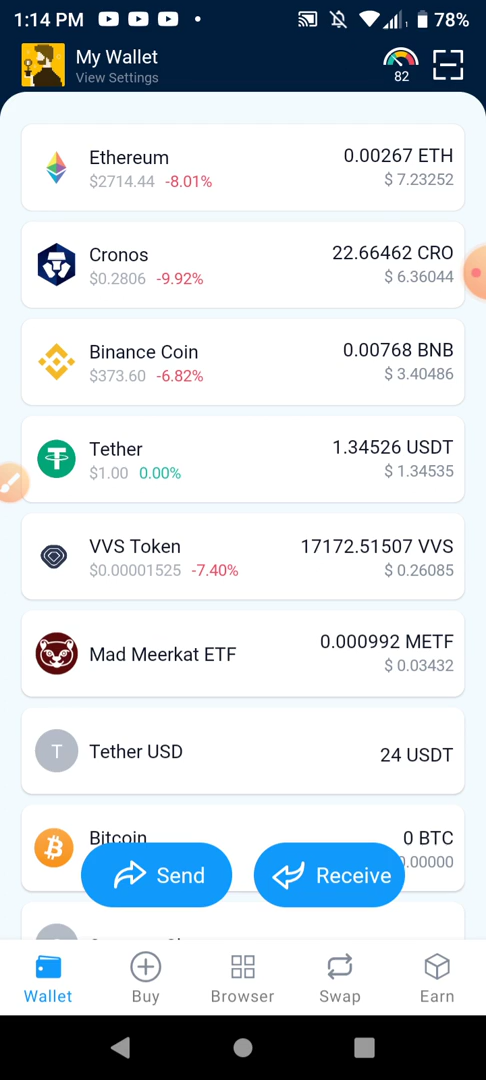 1:14 PM 78%
My Wallet
View Settings
82
Ethereum 0.00267 ETH
$2714.44 -8.01% $ 7.23252
Cronos 22.66462 CRO
$0.2806 -9.92% $ 6.36044
Binance Coin 0.00768 BNB
$373.60 -6.82% $ 3.40486
Tether 1.34526 USDT
$1.00 0.00% $ 1.34535
VVS Token 17172.51507 VVS
$0.00001525 -7.40% $ 0.26085
Mad Meerkat ETF 0.000992 METF
$ 0.03432
T Tether USD 24 USDT
Bitcoin 0 BTC
.00000
Send Receive
Wallet Buy Browser Swap Earn